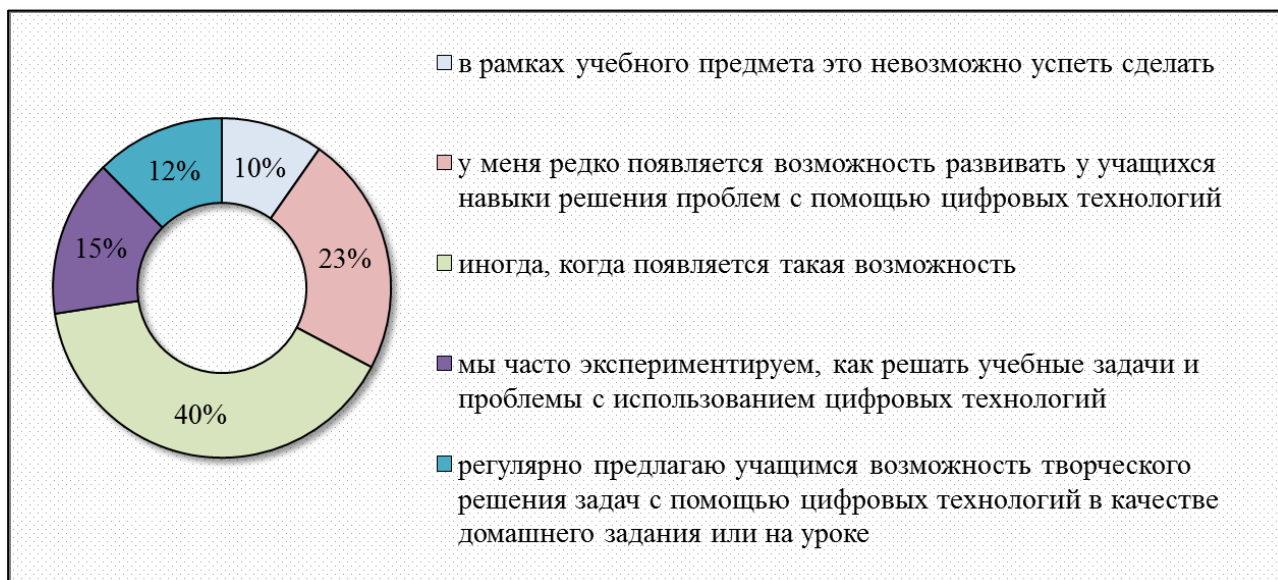 в рамках учебного предмета это невозможно успеть сделать
у меня редко появляется возможность развивать у учащихся
навыки решения проблем с помощью цифровых технологий
иногда, когда появляется такая возможность
мы часто экспериментируем, как решать учебные задачи и
проблемы с использованием цифровых технологий
регулярно предлагаю учащимся возможность творческого
решения задач с помощью цифровых технологий в качестве
домашнего задания или на уроке
10%
23%
40%
15%
12%